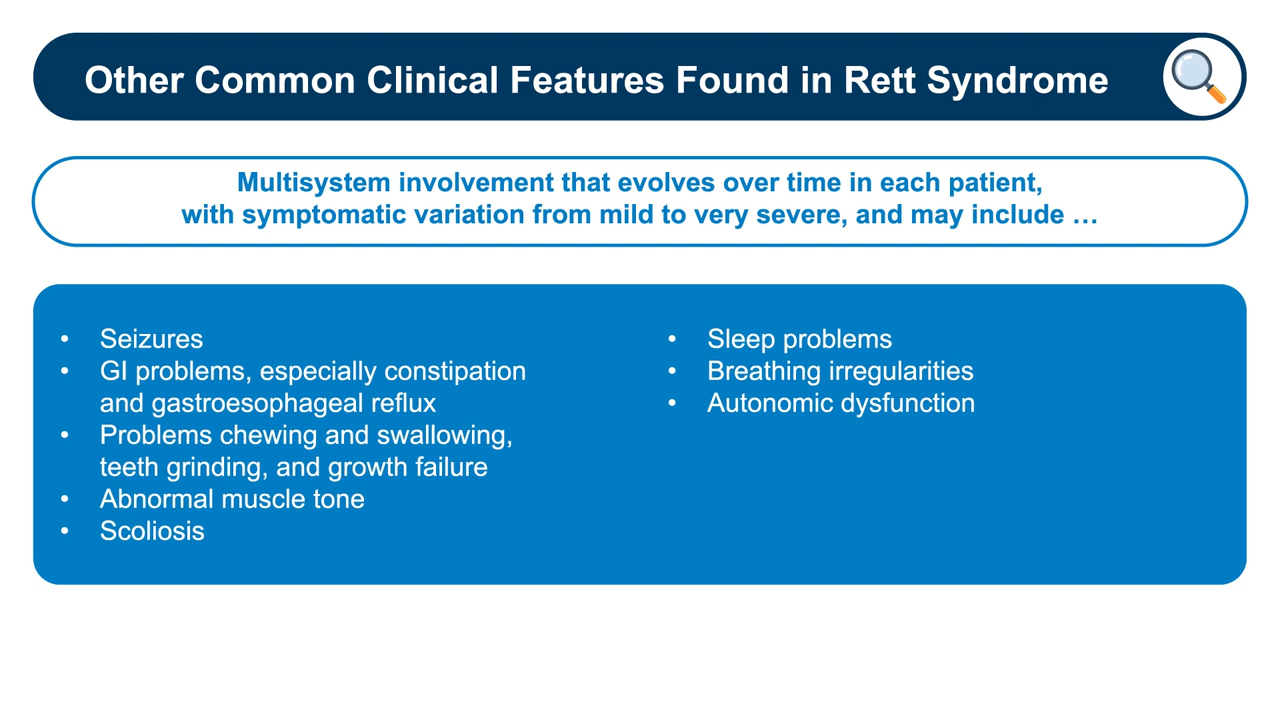 Other Common Clinical Features Found in Rett Syndrome
Multisystem involvement that evolves over time in each patient,
with symptomatic variation from mild to very severe, and may include …
• Seizures
• GI problems, especially constipation
and gastroesophageal reflux
• Problems chewing and swallowing,
teeth grinding, and growth failure
• Abnormal muscle tone
• Scoliosis
• Sleep problems
• Breathing irregularities
• Autonomic dysfunction